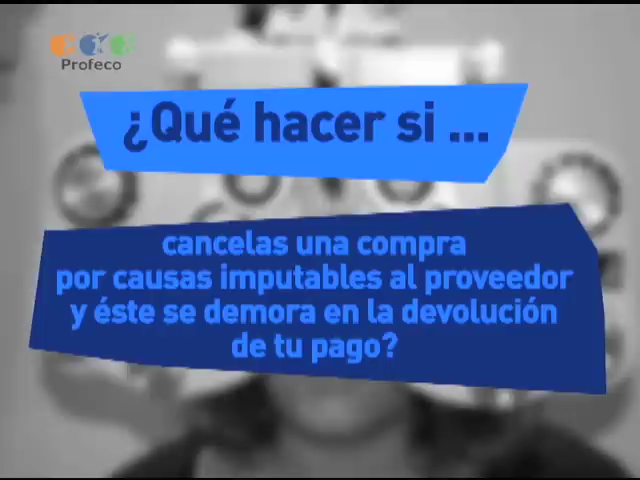 Profeco
¿Qué hacer si ...
cancelas una compra
por causas imputables al proveedor
y éste se demora en la devolución
de tu pago?